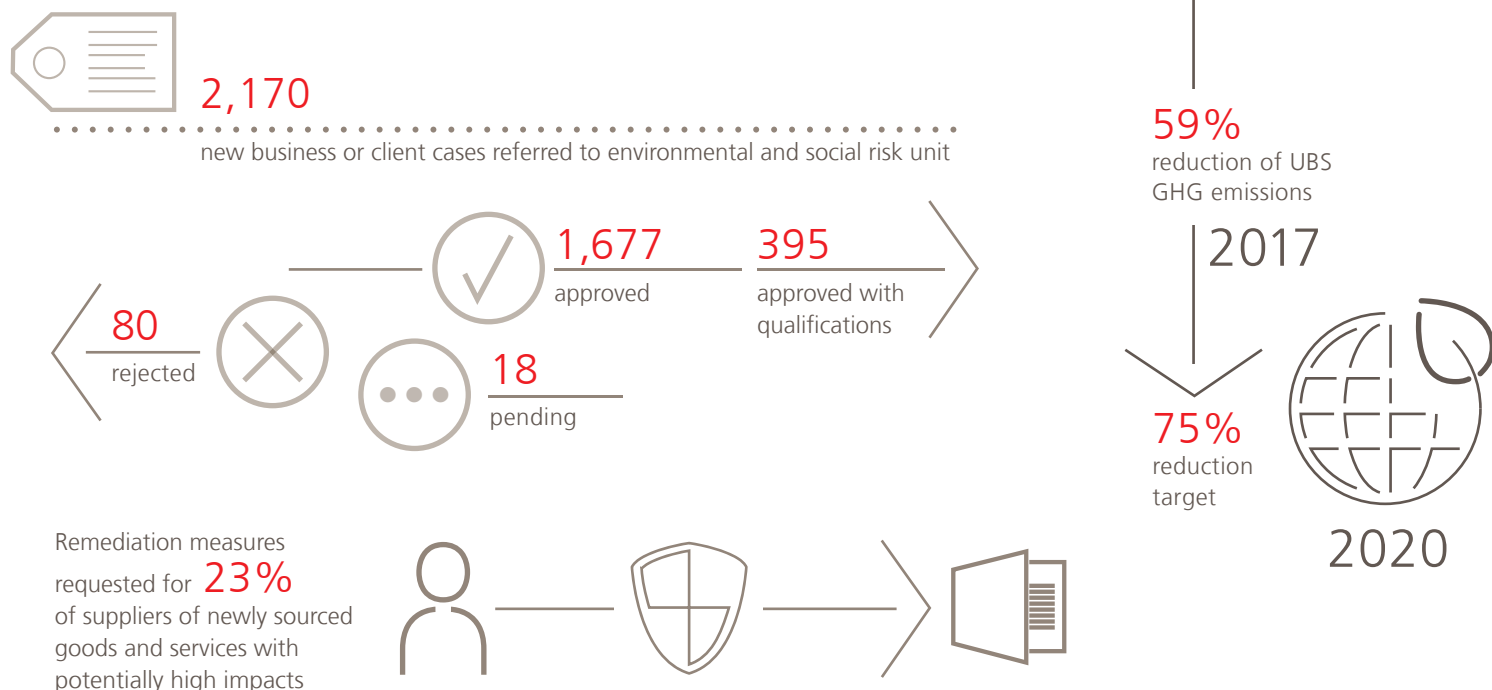 2,170
new business or client cases referred to environmental and social risk unit
1,677
approved
395
approved with
qualifications
80
rejected
18
pending
Remediation measures
requested for 23%
of suppliers of newly sourced
goods and services with
potentially high impacts
59%
reduction of UBS
GHG emissions
2017
75%
reduction
target
2020